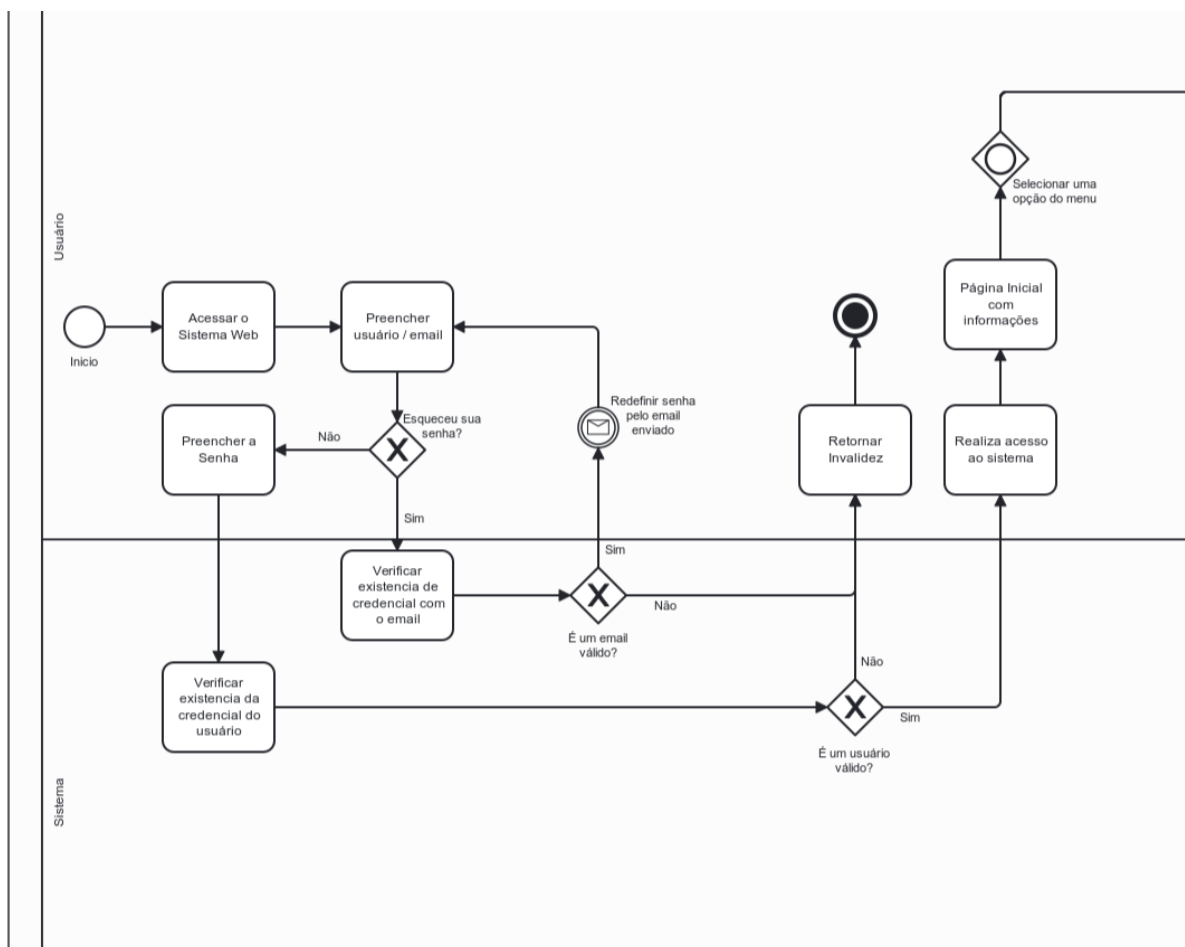 Usuário
Inicio
Acessar o
Sistema Web
Preencher
usuário / email
Esqueceu sua
senha?
Não
Preencher a
Senha
Sim
Redefinir senha
pelo email
enviado
Retornar
Invalidez
Realiza acesso
ao sistema
Página Inicial
com
informações
Selecionar uma
opção do menu
Sistema
Verificar
existencia de
credencial com
o email
Sim
Não
É um email
válido?
Verificar
existencia da
credencial do
usuário
Não
Sim
É um usuário
válido?